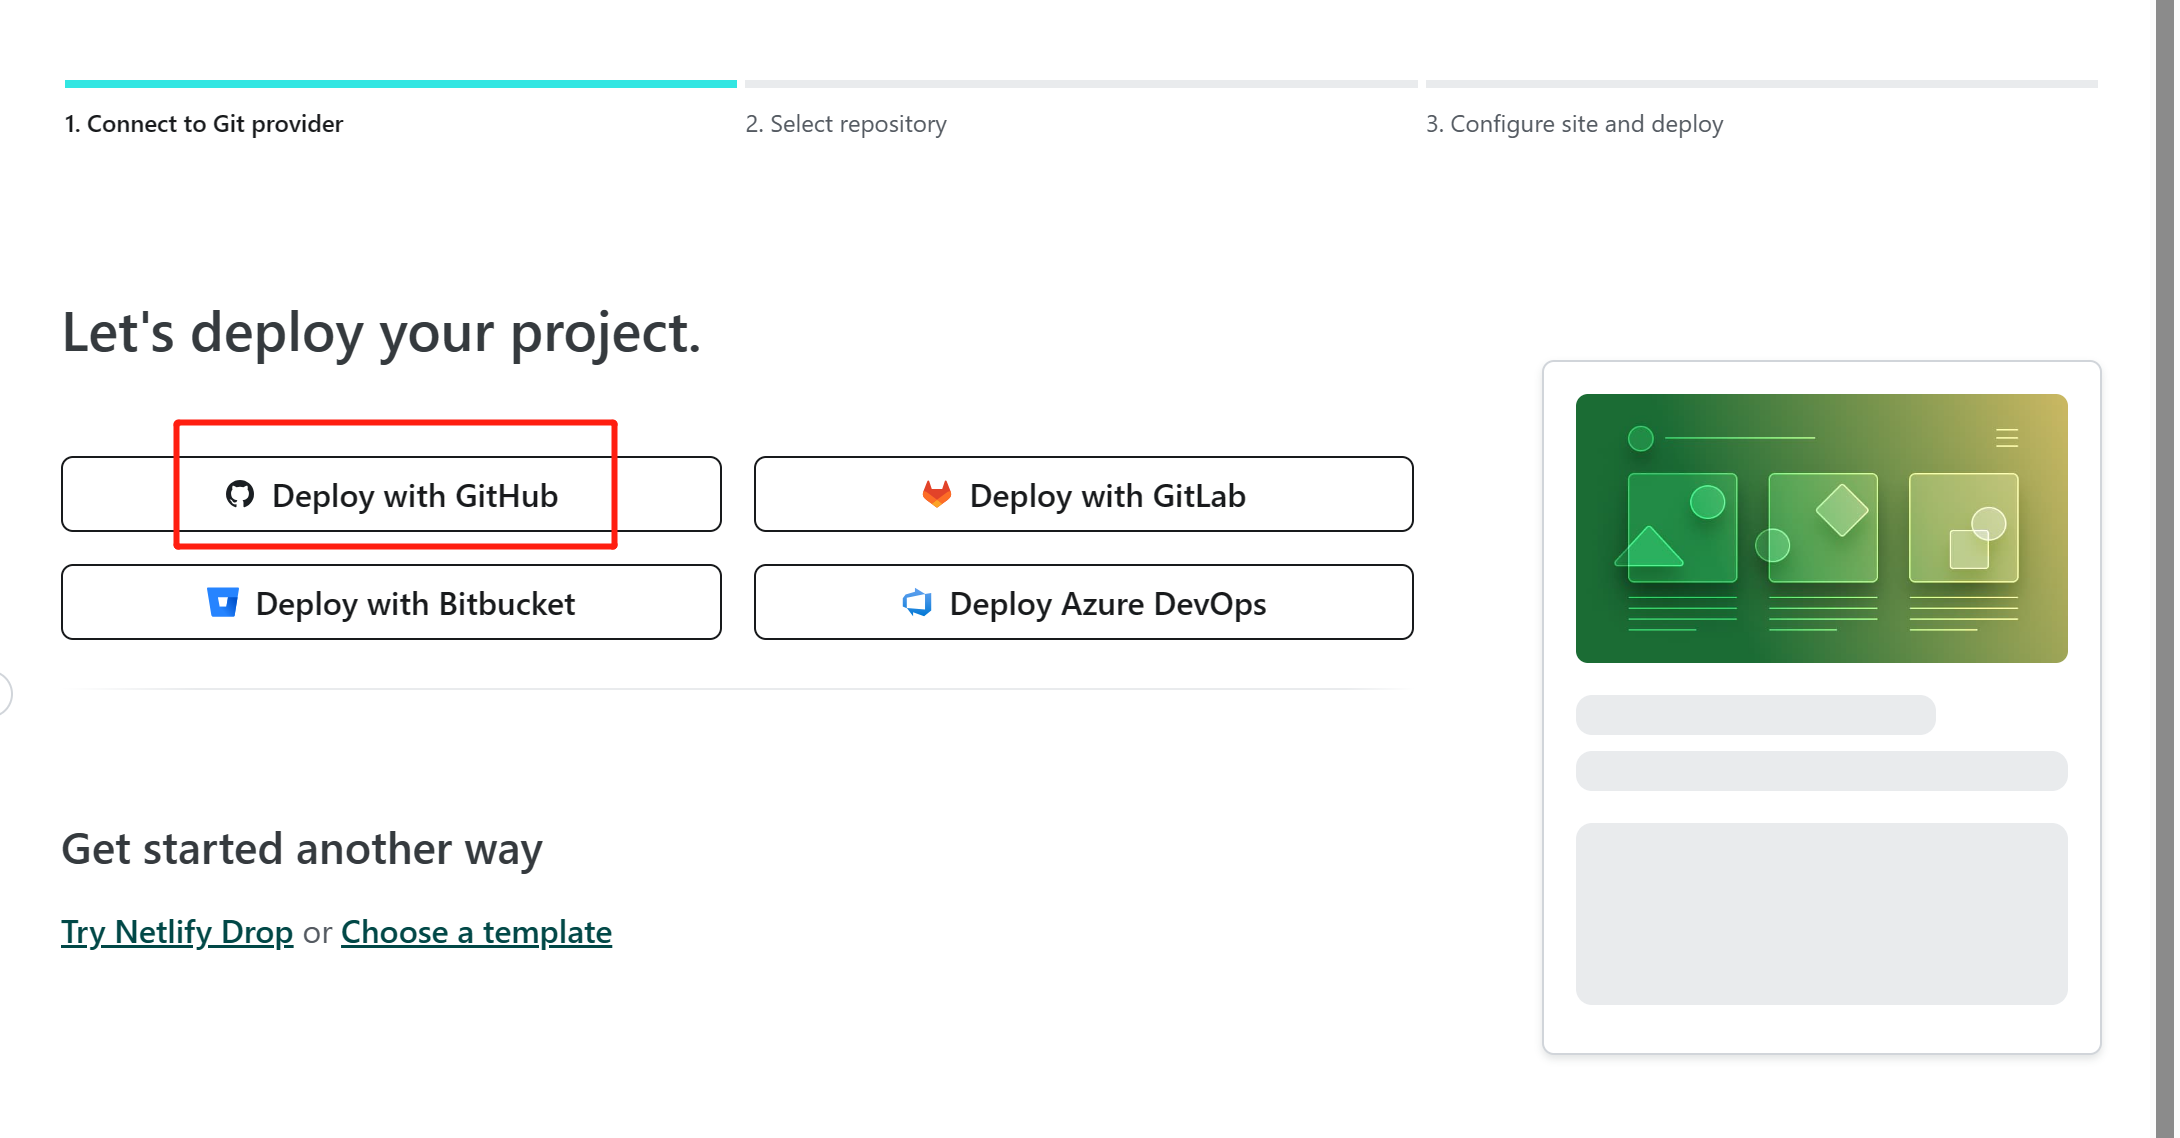 1. Connect to Git provider
2. Select repository
3. Configure site and deploy
Let's deploy your project.
Deploy with GitHub
Deploy with GitLab
Deploy with Bitbucket
Deploy Azure DevOps
Get started another way
Try Netlify Drop or Choose a template